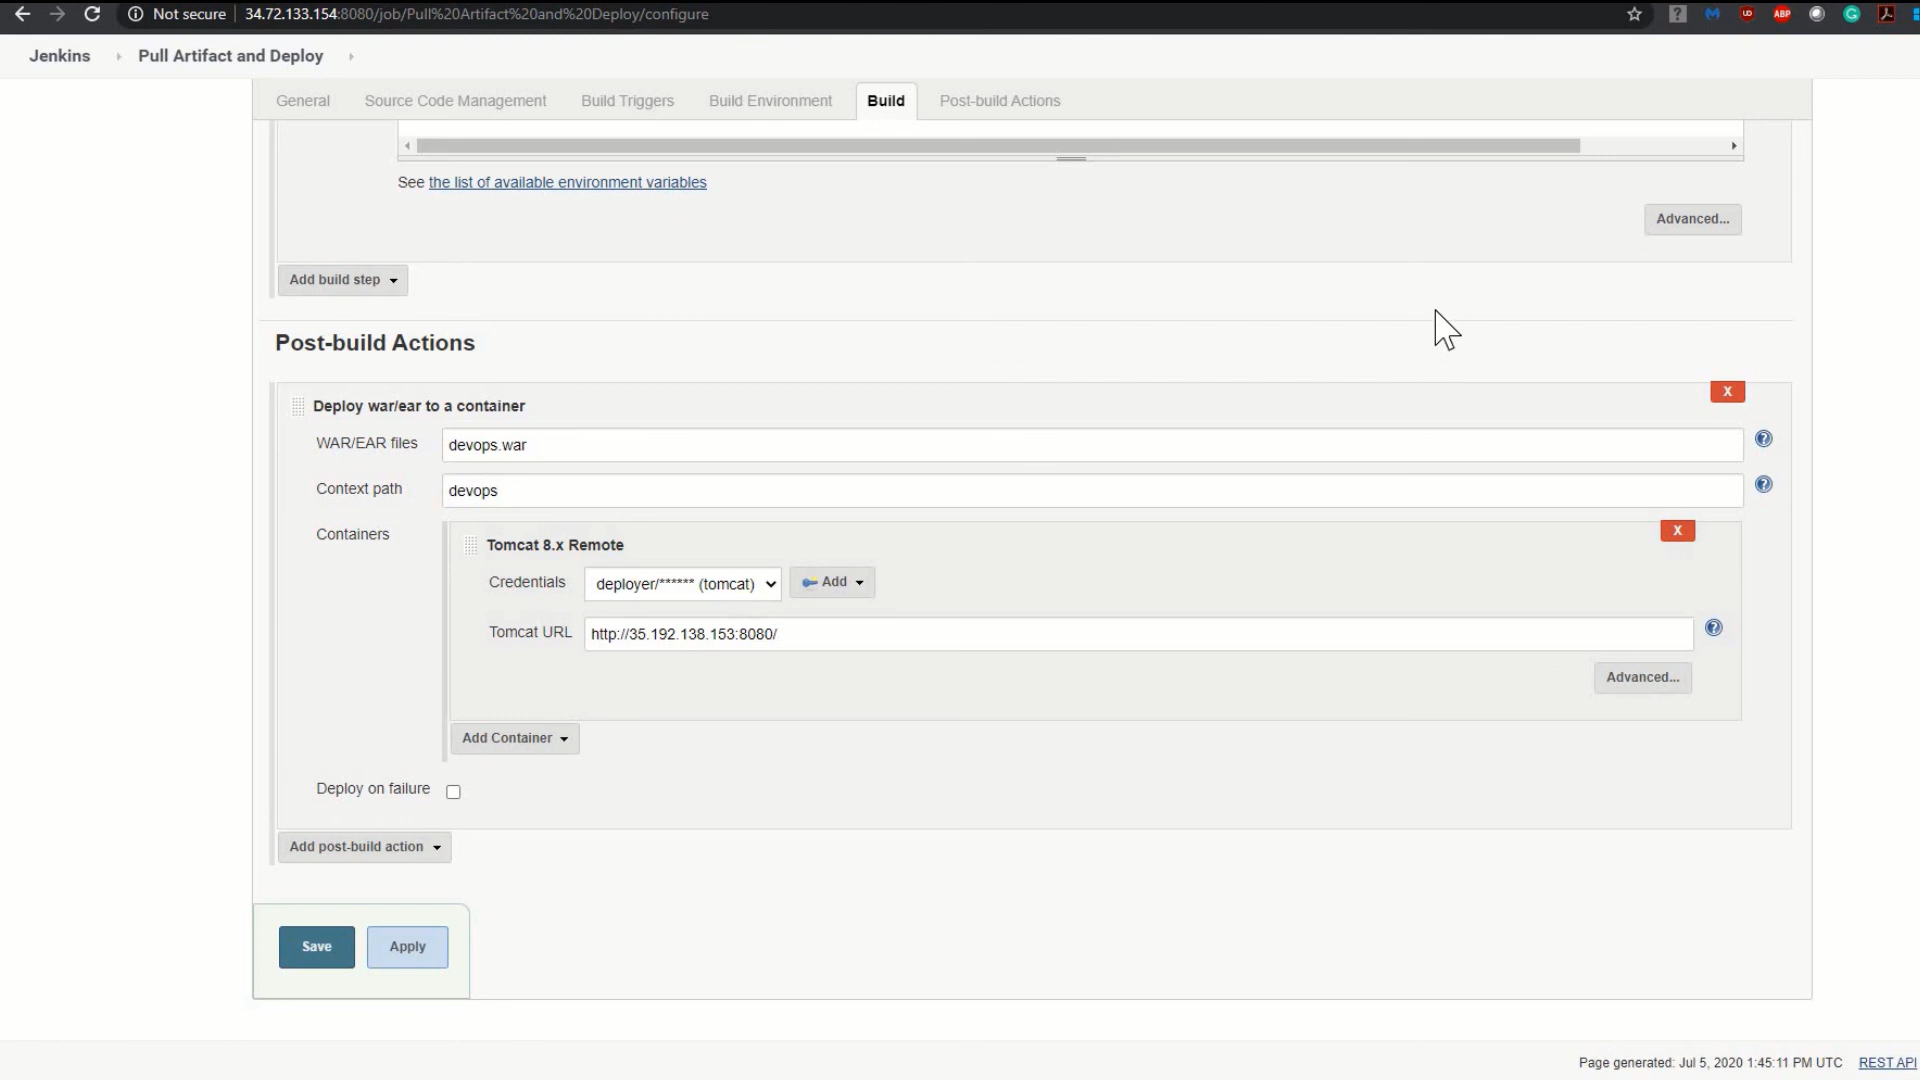 Not secure | 34.72.133.154:8080/job/Pull%20Artifact%20and%20Deploy/configure
Jenkins Pull Artifact and Deploy
General Source Code Management Build Triggers Build Environment Build Post-build Actions
See the list of available environment variables
Advanced...
Add build step
Post-build Actions
X
Deploy war/ear to a container
WAR/EAR files devops.war
Context path devops
Containers
X
Tomcat 8.x Remote
Credentials deployer/****** (tomcat) Add
Tomcat URL http://35.192.138.153:8080/
Advanced...
Add Container
Deploy on failure
Add post-build action
Save Apply
Page generated: Jul 5, 2020 1:45:11 PM UTC REST API